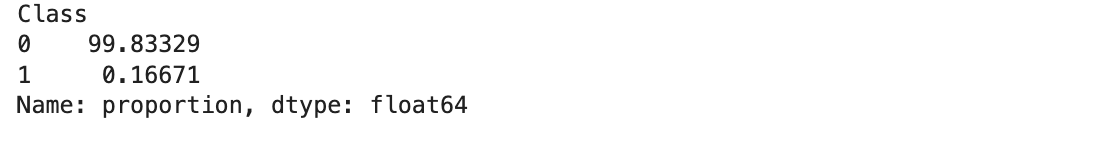 Class
0    99.83329
1     0.16671
Name: proportion, dtype: float64